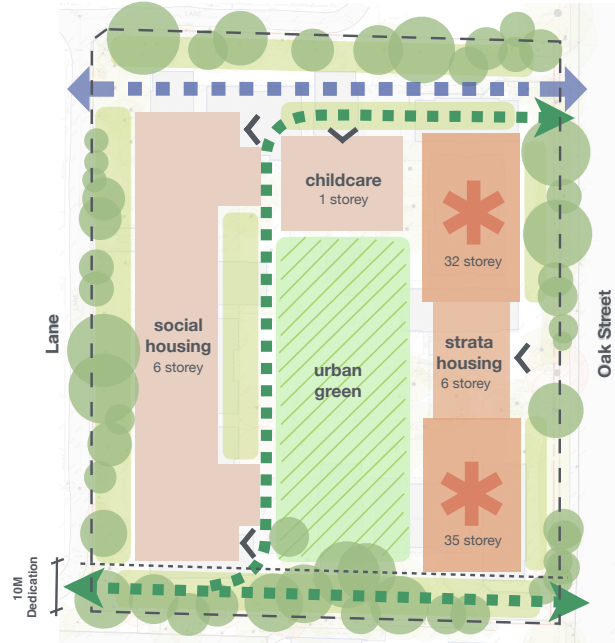 childcare
1 storey
32 storey
social
housing
6 storey
Lane
urban
green
strata
housing
6 storey
Oak Street
35 storey
10M
Dedication